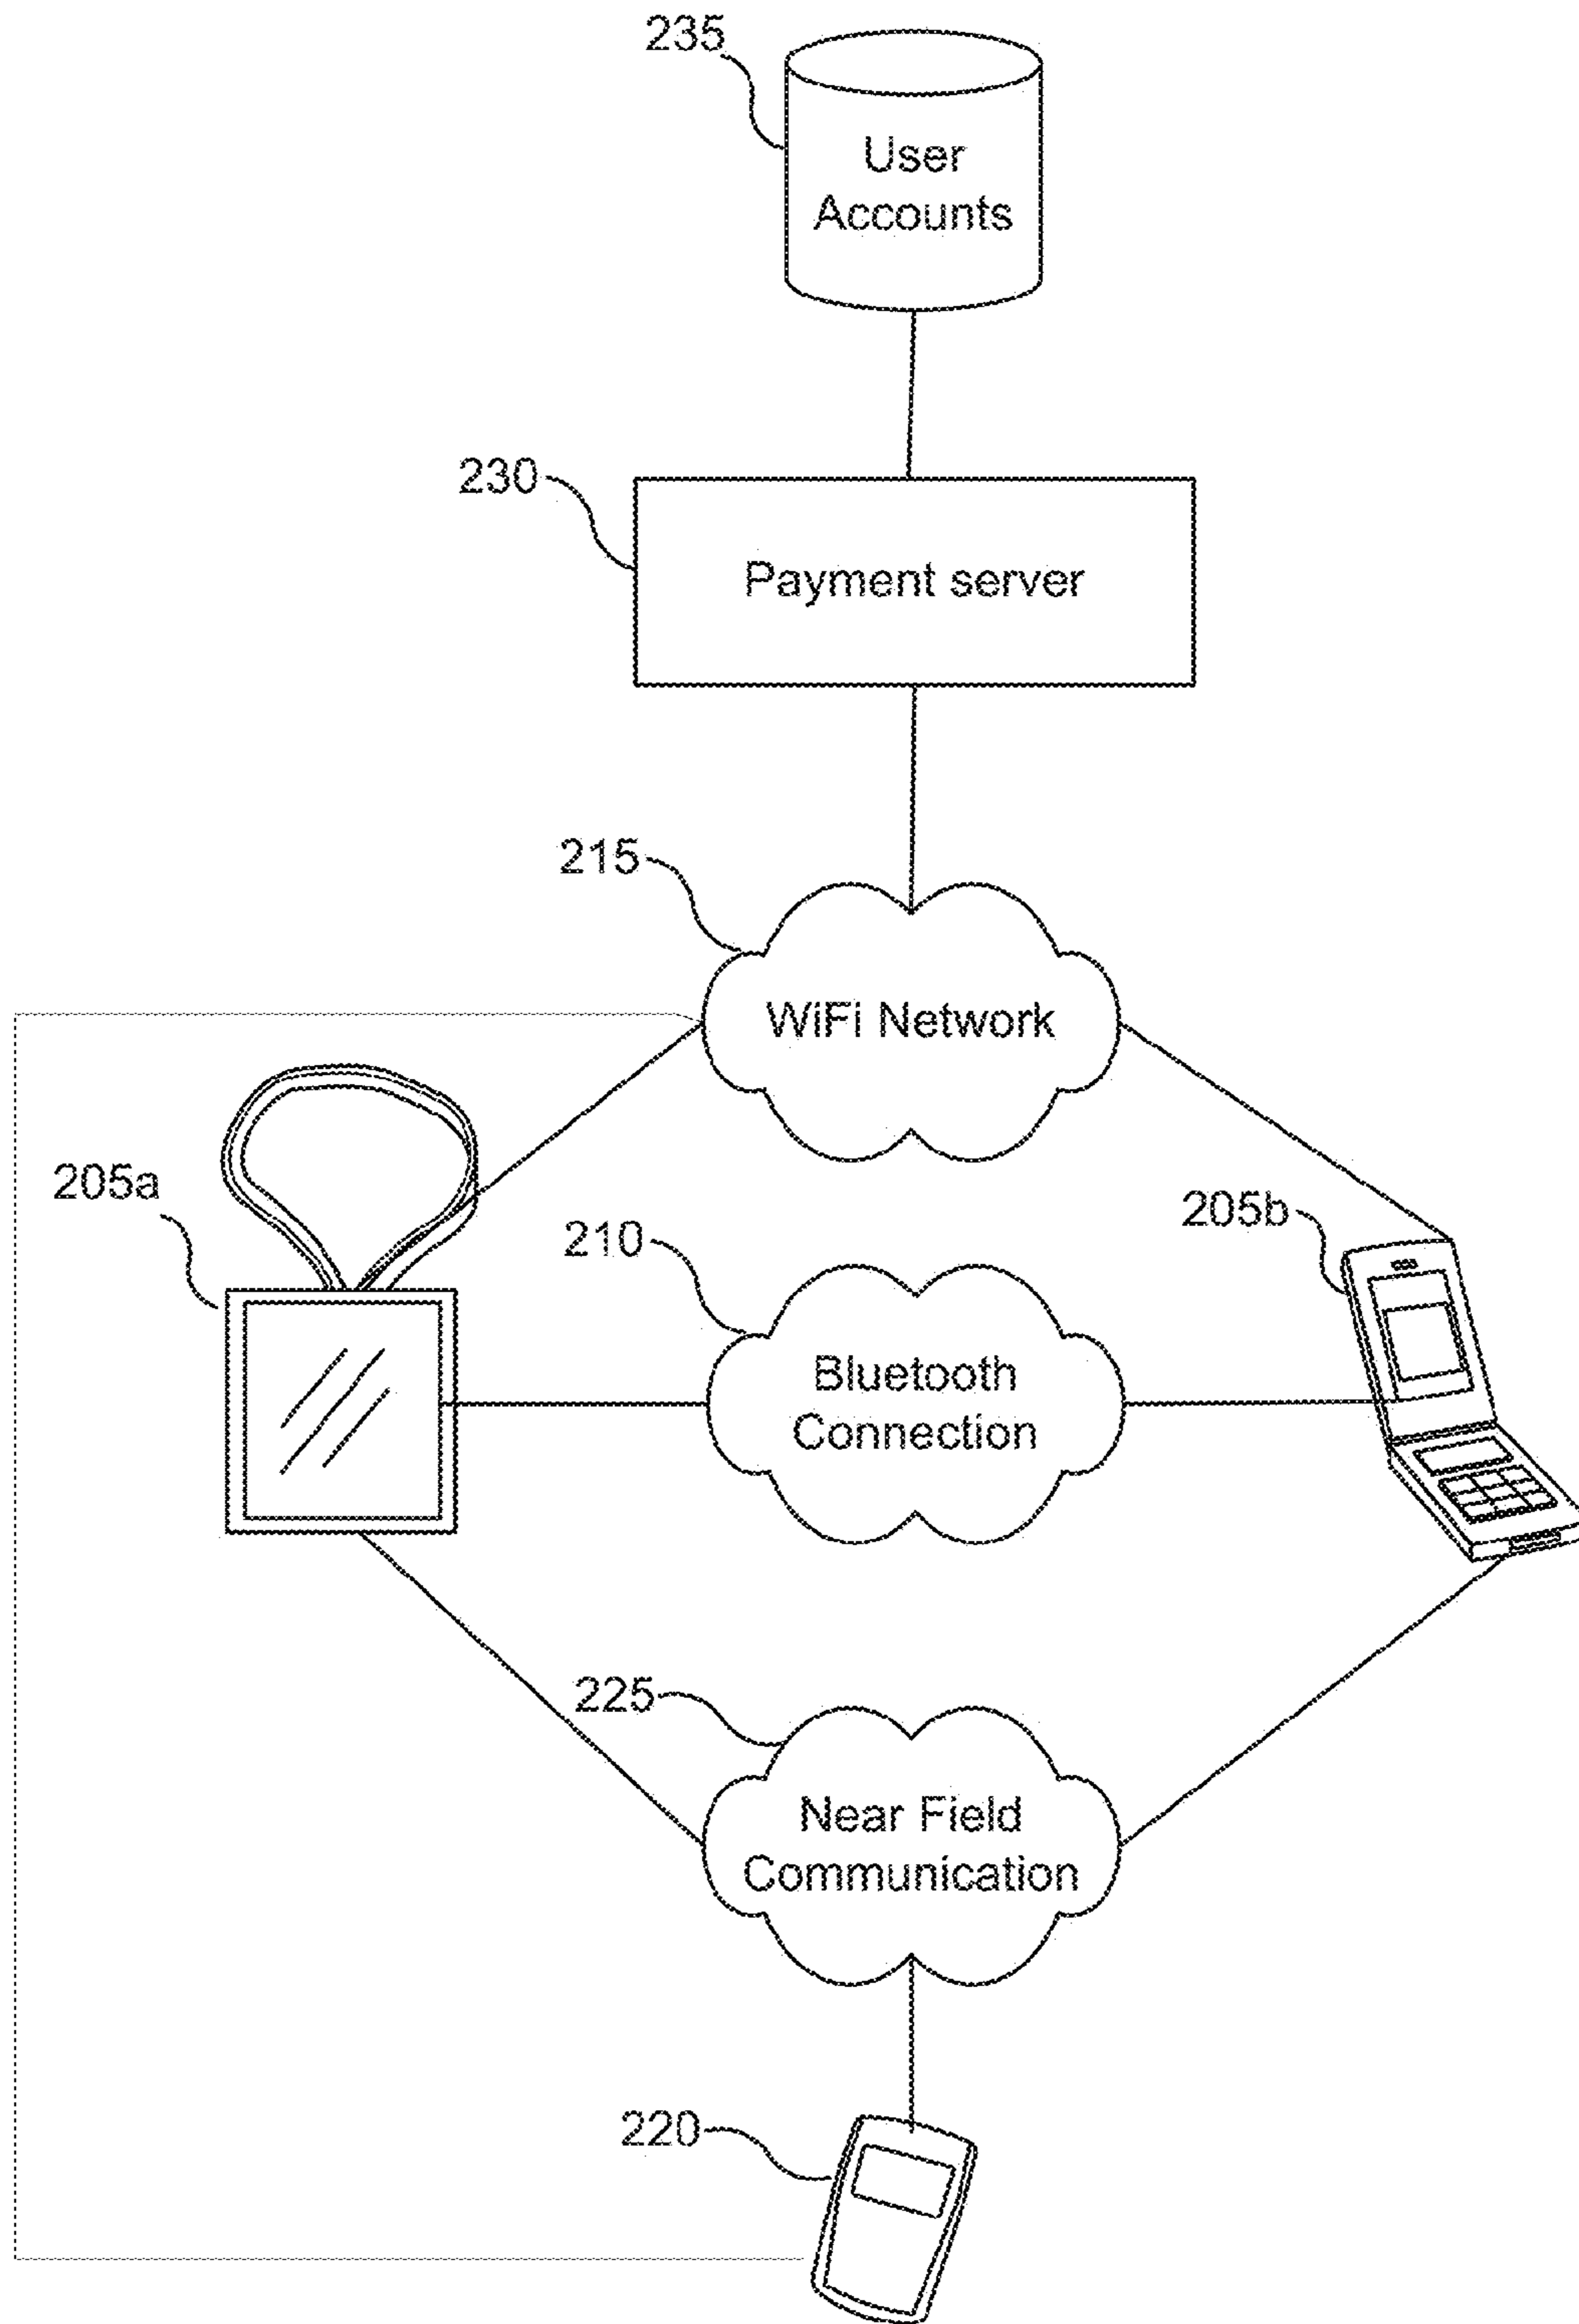 235
User
Accounts
230
Payment server
215
WiFi Network
205a
210
205b
Bluetooth
Connection
225
Near Field
Communication
220